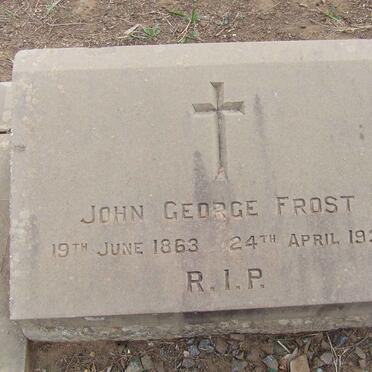 JOHN GEORGE FROST
19TH JUNE 1863 24TH APRIL
R.I.P.